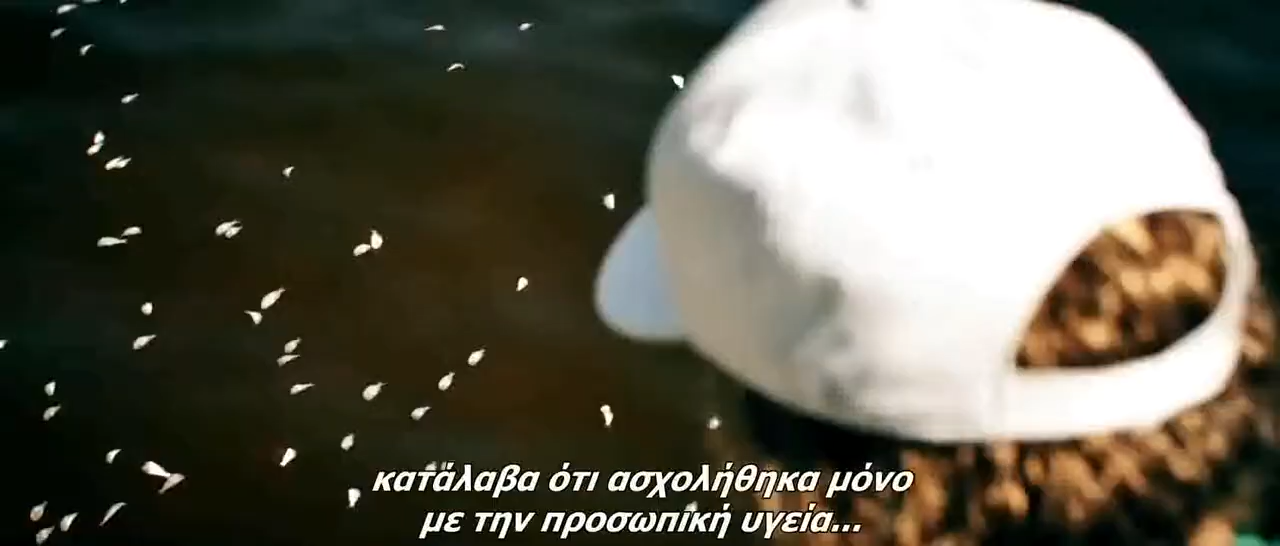 κατάλαβα ότι ασχολήθηκα μόνο
με την προσωπική υγεία...